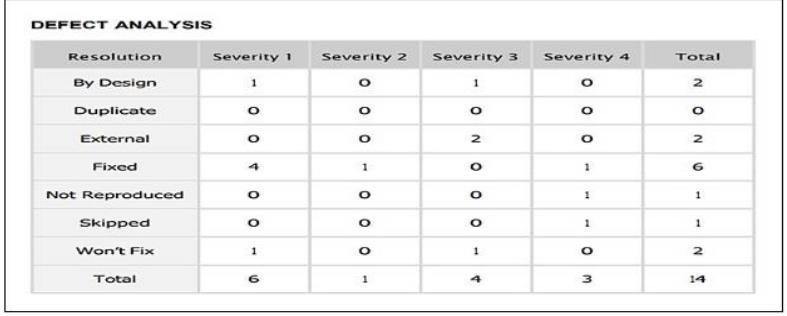 DEFECT ANALYSIS
Resolution Severity 1 Severity 2 Severity 3 Severity 4 Total
By Design 1 0 1 0 2
Duplicate 0 0 0 0 0
External 0 0 2 0 2
Fixed 4 1 0 1 6
Not Reproduced 0 0 0 1 1
Skipped 0 0 0 1 1
Won't Fix 1 0 1 0 2
Total 6 1 4 3 14